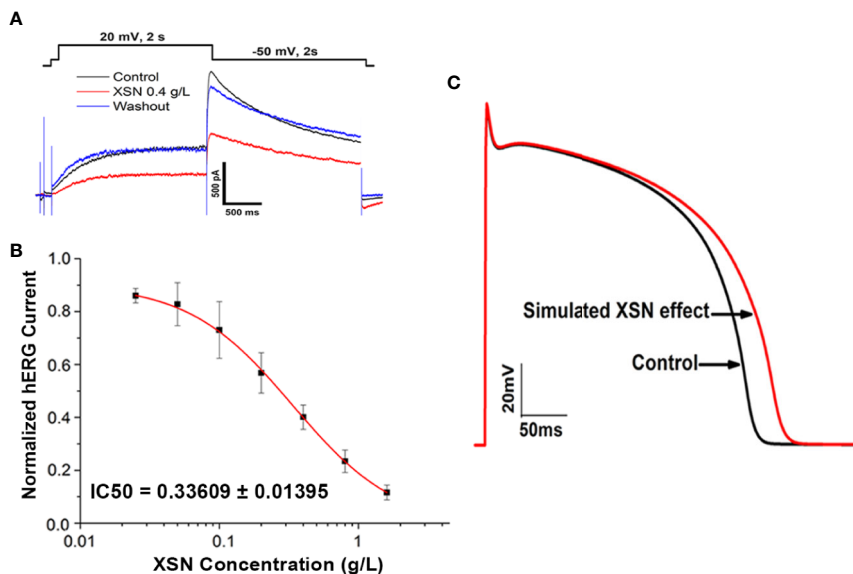 A
20 mV, 2 s
-50 mV, 2s
Control
XSN 0.4 g/L
Washout
500 pA
500 ms
B
Normalized hERG Current
1.0
0.8
0.6
0.4
0.2
0.0
IC50 = 0.33609 ± 0.01395
0.01
0.1
1
XSN Concentration (g/L)
C
Simulated XSN effect
Control
20mV
50ms